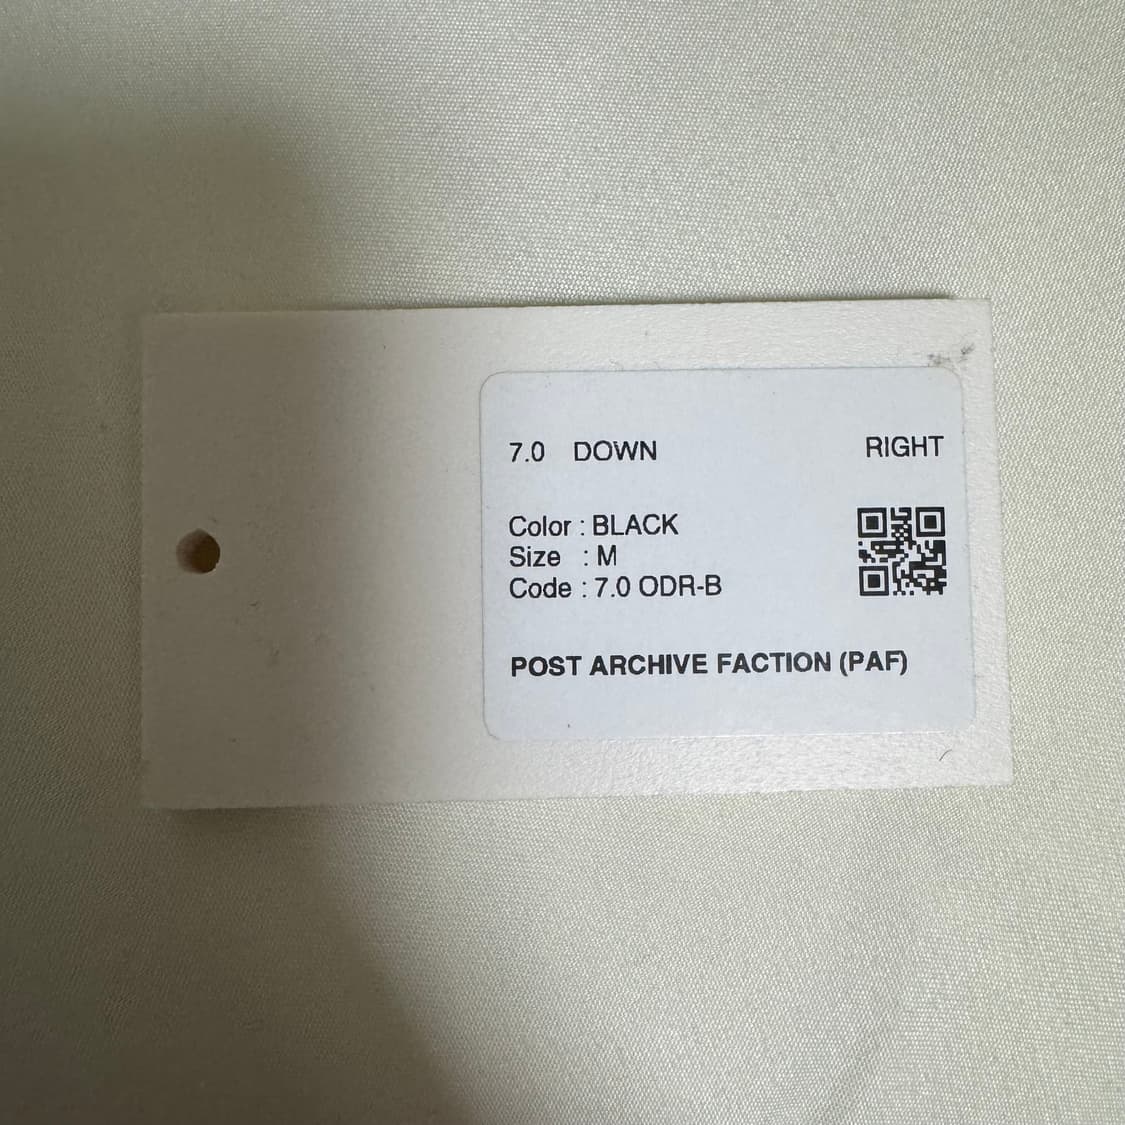 7.0 DOWN RIGHT
Color : BLACK
Size : M
Code : 7.0 ODR-B
POST ARCHIVE FACTION (PAF)